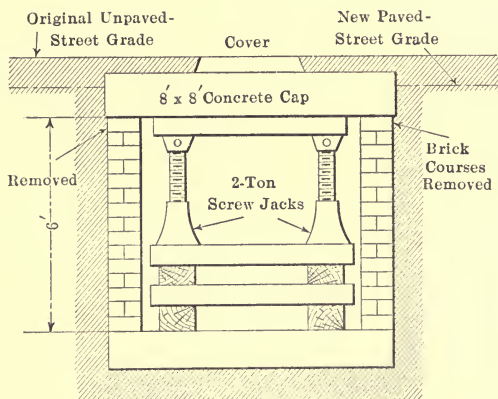 Original Unpaved-
Street Grade
Cover
New Paved-
Street Grade
8' x 8' Concrete Cap
Removed
6'
2-Ton
Screw Jacks
Brick
Courses
Removed